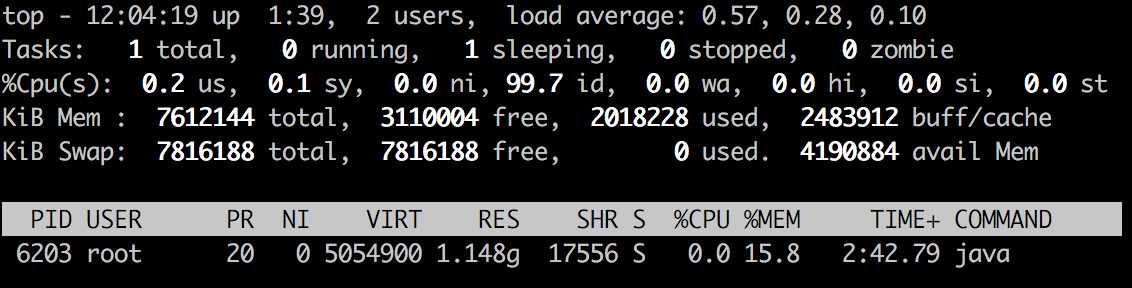 top - 12:04:19 up  1:39,  2 users,  load average: 0.57, 0.28, 0.10
Tasks:   1 total,   0 running,   1 sleeping,   0 stopped,   0 zombie
%Cpu(s):  0.2 us,  0.1 sy,  0.0 ni, 99.7 id,  0.0 wa,  0.0 hi,  0.0 si,  0.0 st
KiB Mem :  7612144 total,  3110004 free,  2018228 used,  2483912 buff/cache
KiB Swap:  7816188 total,  7816188 free,        0 used.  4190884 avail Mem
  PID USER      PR  NI    VIRT    RES    SHR S  %CPU %MEM     TIME+ COMMAND
 6203 root      20   0 5054900 1.148g  17556 S   0.0 15.8   2:42.79 java